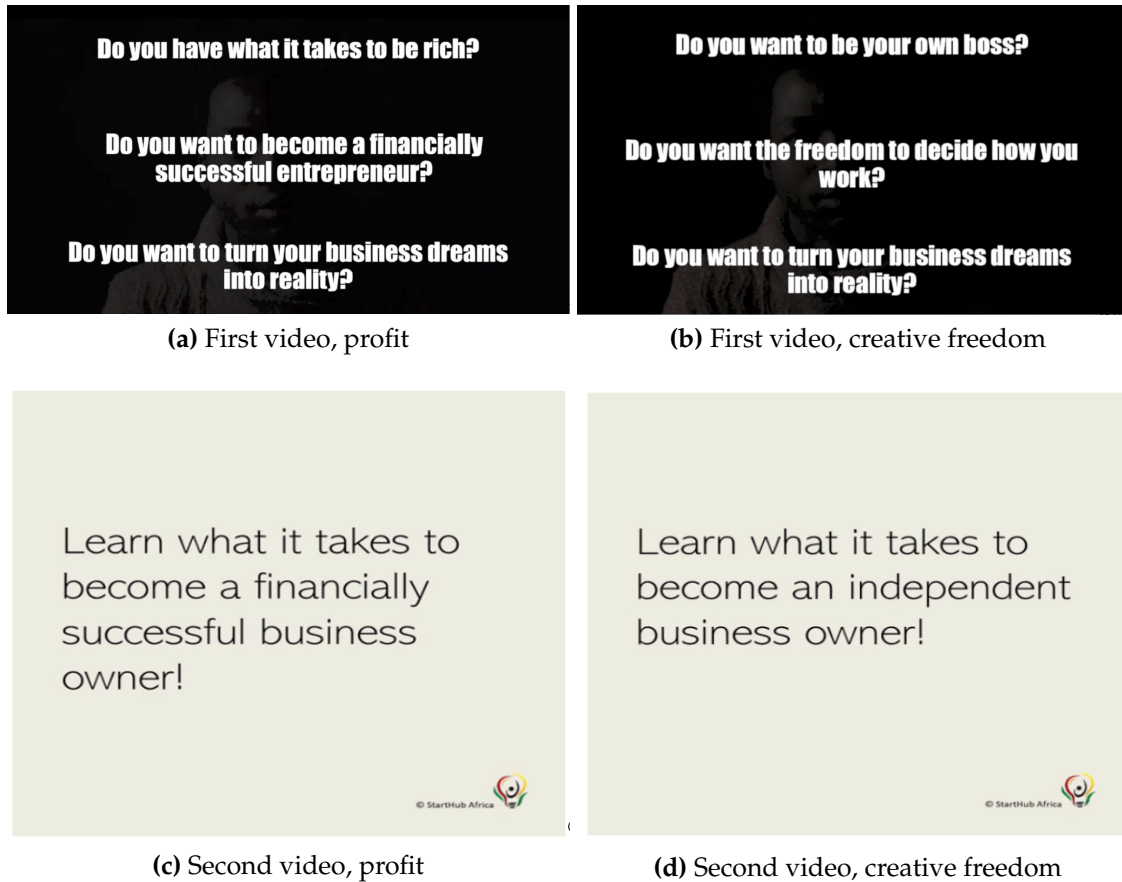 Do you have what it takes to be rich?
Do you want to become a financially
successful entrepreneur?
Do you want to turn your business dreams
into reality?
(a) First video, profit
Do you want to be your own boss?
Do you want the freedom to decide how you
work?
Do you want to turn your business dreams
into reality?
(b) First video, creative freedom
Learn what it takes to
become a financially
successful business
owner!
© StartHub Africa
(c) Second video, profit
Learn what it takes to
become an independent
business owner!
© StartHub Africa
(d) Second video, creative freedom